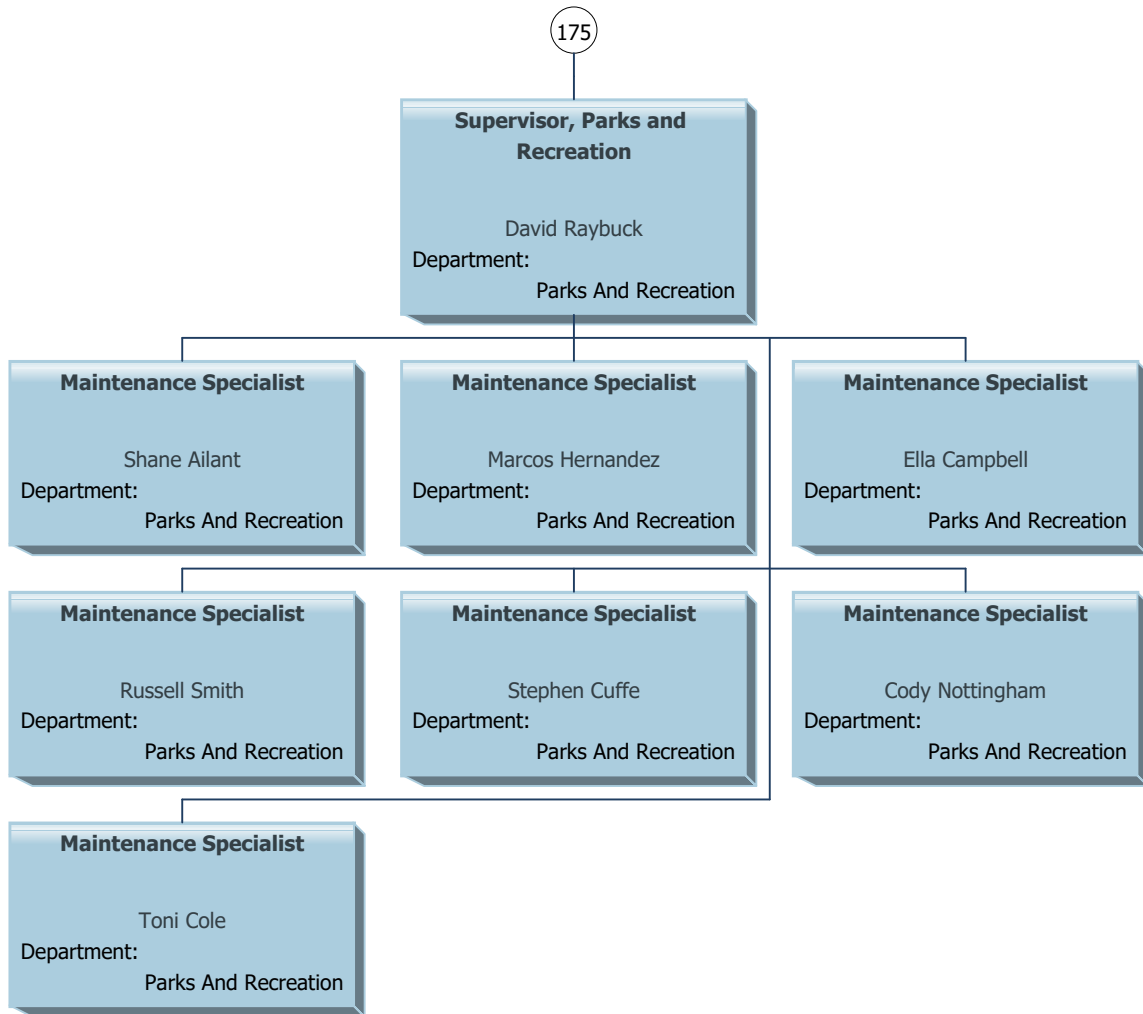 175
Supervisor, Parks and
Recreation
David Raybuck
Department:
Parks And Recreation
Maintenance Specialist
Shane Ailant
Department:
Parks And Recreation
Maintenance Specialist
Marcos Hernandez
Department:
Parks And Recreation
Maintenance Specialist
Ella Campbell
Department:
Parks And Recreation
Maintenance Specialist
Russell Smith
Department:
Parks And Recreation
Maintenance Specialist
Stephen Cuffe
Department:
Parks And Recreation
Maintenance Specialist
Cody Nottingham
Department:
Parks And Recreation
Maintenance Specialist
Toni Cole
Department:
Parks And Recreation